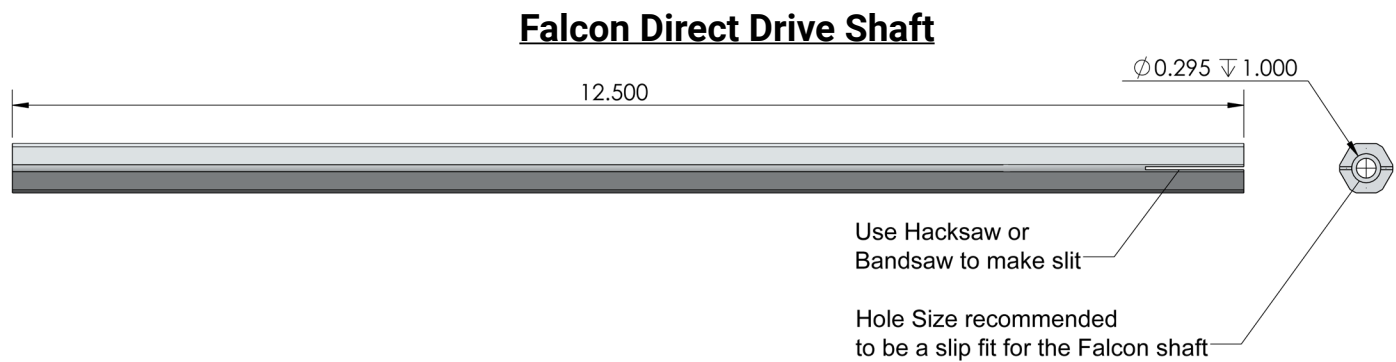 Falcon Direct Drive Shaft
∅0.295 ↧1.000
12.500
Use Hacksaw or
Bandsaw to make slit
Hole Size recommended
to be a slip fit for the Falcon shaft